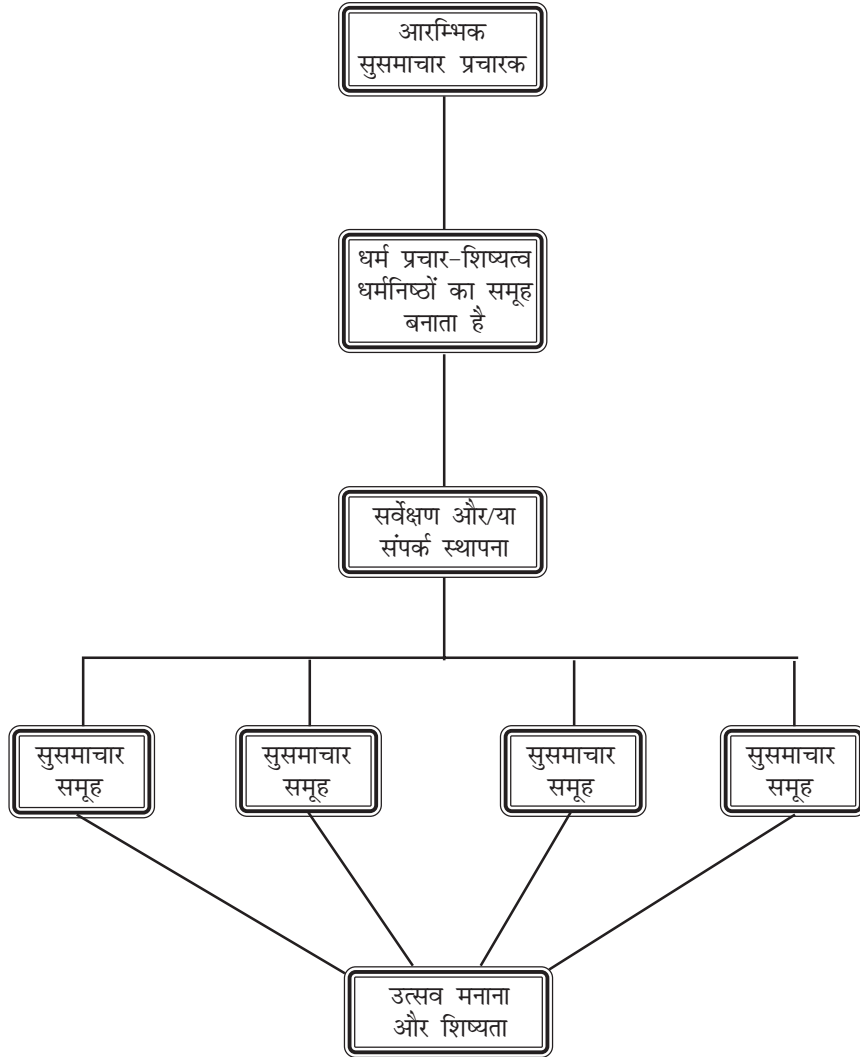 आरम्भिक
सुसमाचार प्रचारक
धर्म प्रचार-शिष्यत्व
धर्मनिष्ठों का समूह
बनाता है
सर्वेक्षण और/या
संपर्क स्थापना
सुसमाचार
समूह
सुसमाचार
समूह
सुसमाचार
समूह
सुसमाचार
समूह
उत्सव मनाना
और शिष्यता